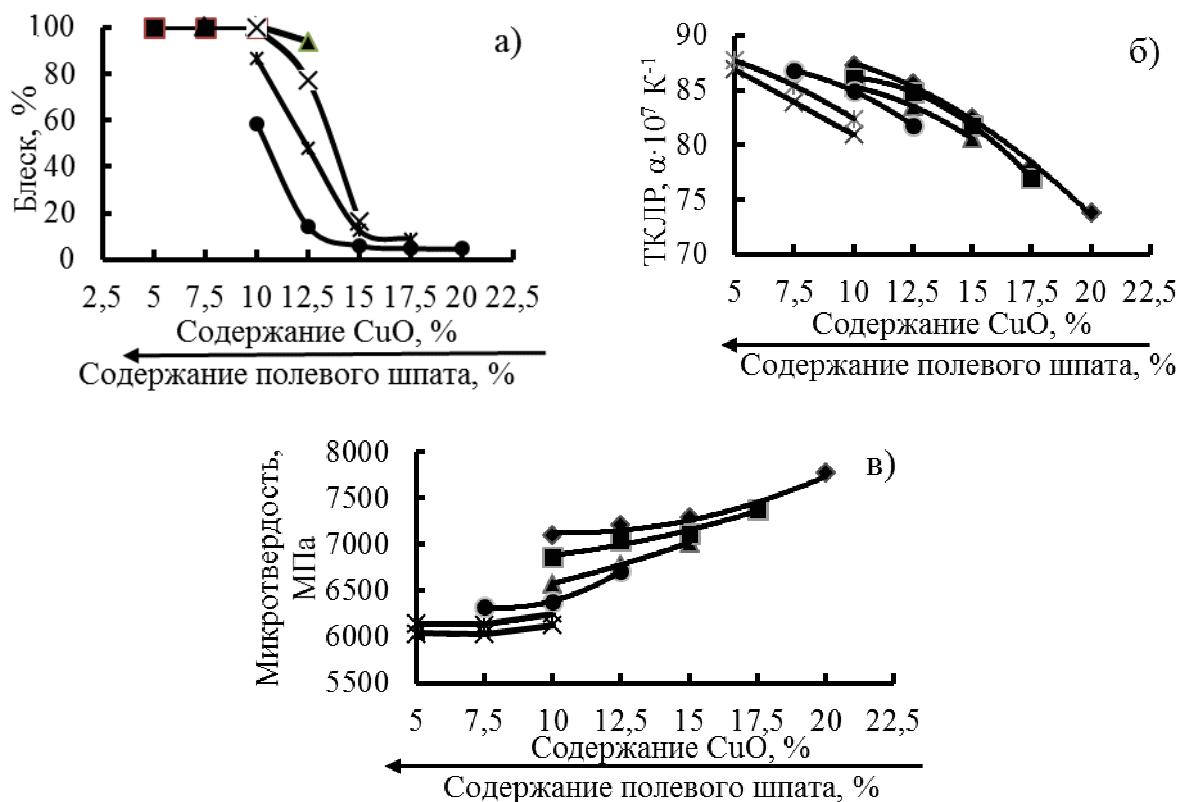 а)
Блеск, %
100
80
60
40
20
0
2,5 5 7,5 10 12,5 15 17,5 20 22,5
Содержание CuO, %
Содержание полевого шпата, %
б)
ТКЛР, α·10⁷ К⁻¹
90
85
80
75
70
5 7,5 10 12,5 15 17,5 20 22,5
Содержание CuO, %
Содержание полевого шпата, %
в)
Микротвердость,
МПа
8000
7500
7000
6500
6000
5500
5 7,5 10 12,5 15 17,5 20 22,5
Содержание CuO, %
Содержание полевого шпата, %